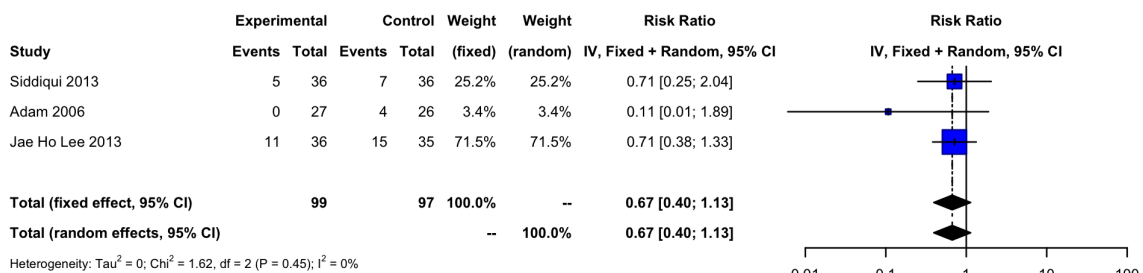 Experimental Control Weight Weight Risk Ratio Risk Ratio
Study Events Total Events Total (fixed) (random) IV, Fixed + Random, 95% CI IV, Fixed + Random, 95% CI
Siddiqui 2013 5 36 7 36 25.2% 25.2% 0.71 [0.25; 2.04]
Adam 2006 0 27 4 26 3.4% 3.4% 0.11 [0.01; 1.89]
Jae Ho Lee 2013 11 36 15 35 71.5% 71.5% 0.71 [0.38; 1.33]
Total (fixed effect, 95% CI) 99 97 100.0% -- 0.67 [0.40; 1.13]
Total (random effects, 95% CI) -- 100.0% 0.67 [0.40; 1.13]
Heterogeneity: Tau² = 0; Chi² = 1.62, df = 2 (P = 0.45); I² = 0%
0.01 0.1 1 10 100